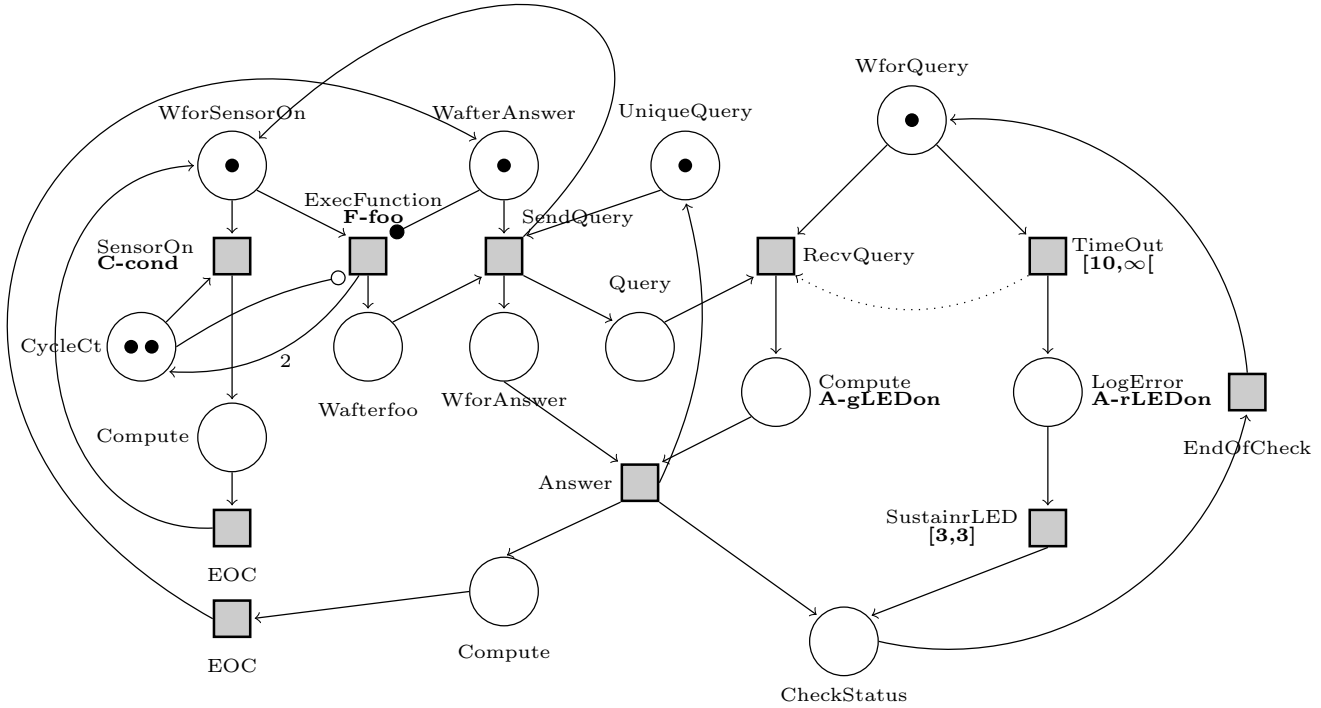 WforQuery
WforSensorOn
WafterAnswer
UniqueQuery
ExecFunction
F-foo
SendQuery
SensorOn
C-cond
RecvQuery
TimeOut
[10,∞[
Query
CycleCt
2
Wafterfoo
WforAnswer
Compute
A-gLEDon
LogError
A-rLEDon
Compute
EndOfCheck
Answer
SustainrLED
[3,3]
EOC
EOC
Compute
CheckStatus